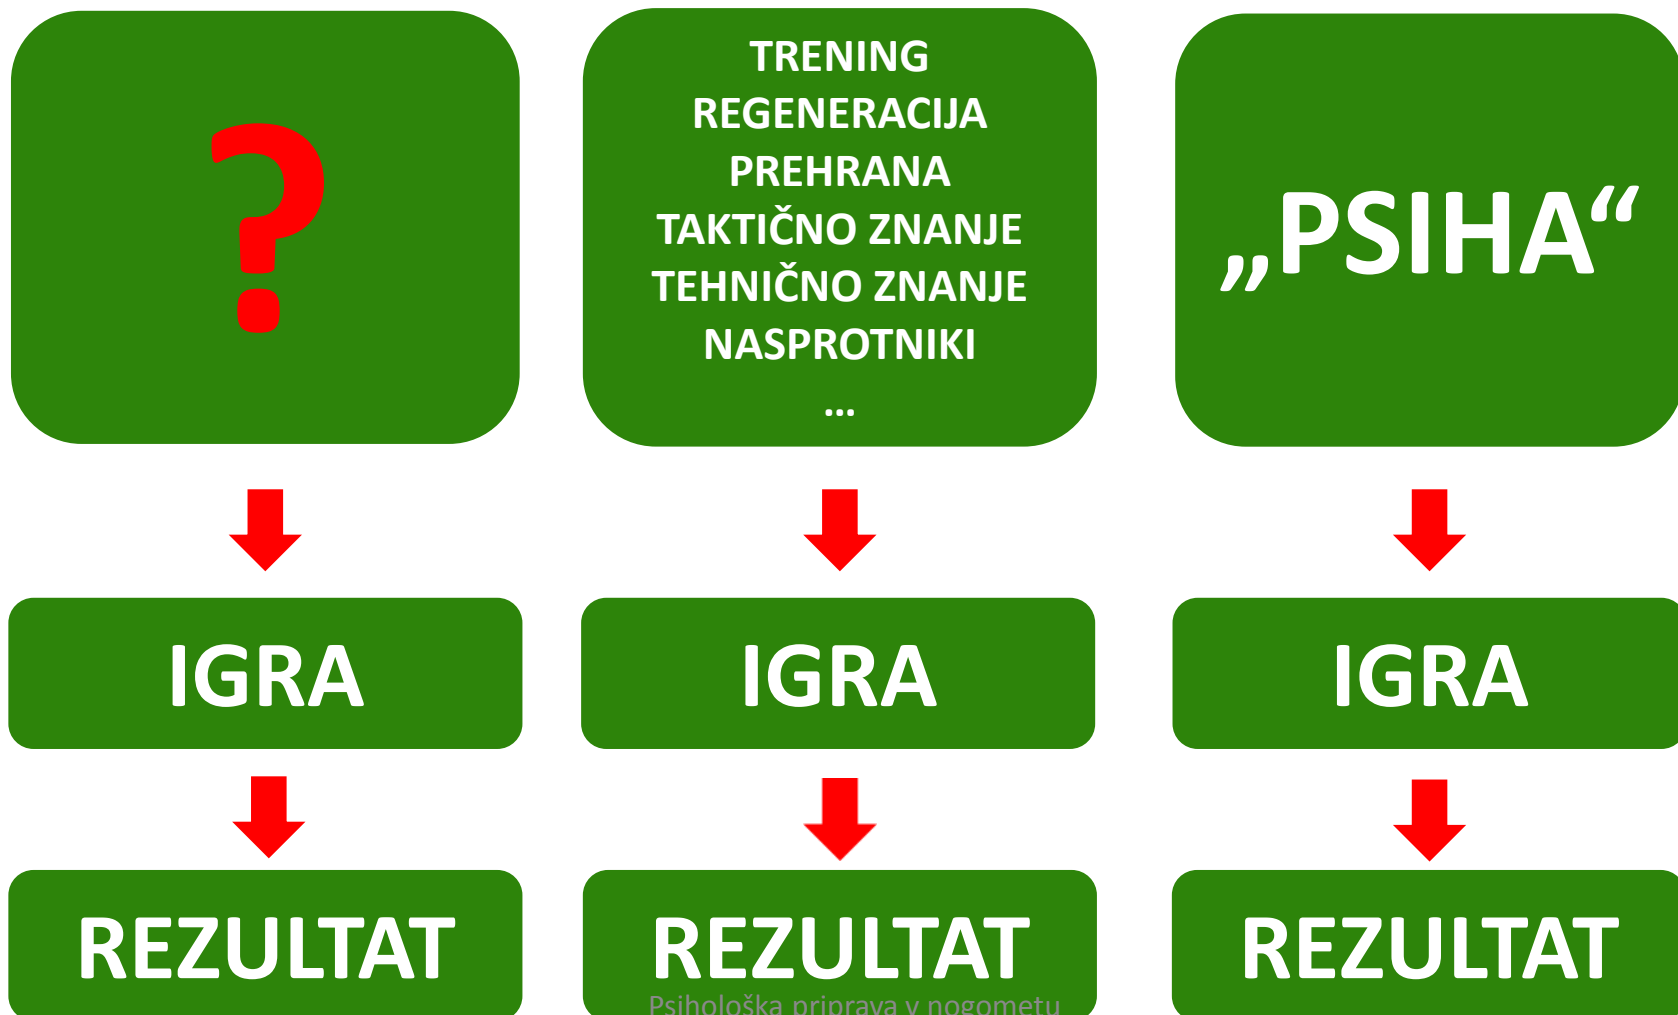 ?
TRENING
REGENERACIJA
PREHRANA
TAKTIČNO ZNANJE
TEHNIČNO ZNANJE
NASPROTNIKI
...
„PSIHA“
IGRA
IGRA
IGRA
REZULTAT
REZULTAT
REZULTAT
Psihološka priprava v nogometu